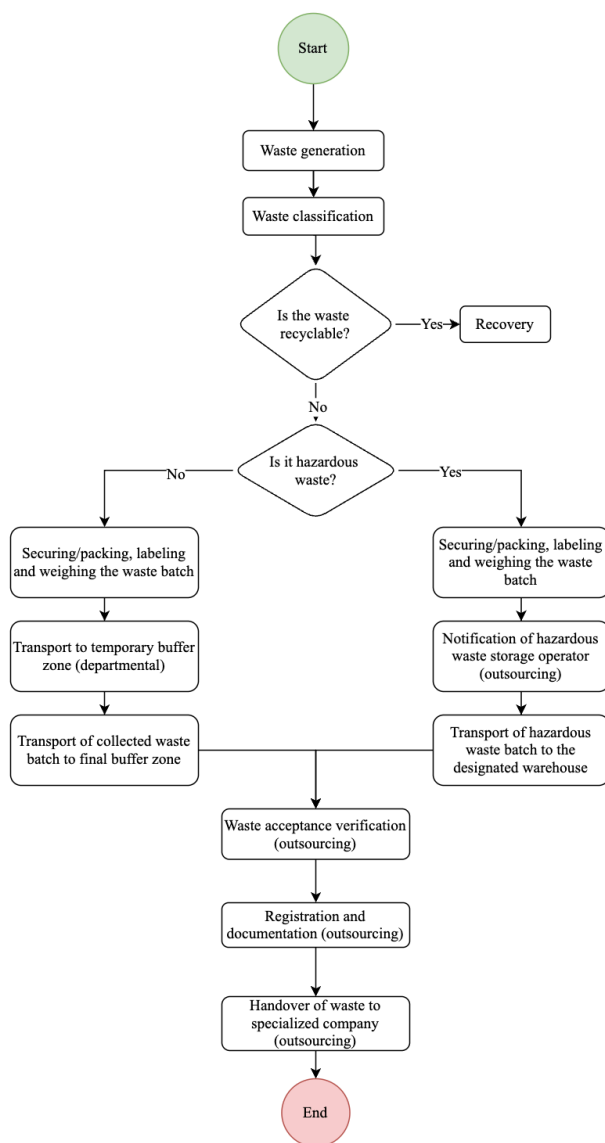 Start
Waste generation
Waste classification
Is the waste
recyclable?
Yes
Recovery
No
Is it hazardous
waste?
No
Yes
Securing/packing, labeling
and weighing the waste batch
Securing/packing, labeling
and weighing the waste
batch
Transport to temporary buffer
zone (departmental)
Notification of hazardous
waste storage operator
(outsourcing)
Transport of collected waste
batch to final buffer zone
Transport of hazardous
waste batch to the
designated warehouse
Waste acceptance verification
(outsourcing)
Registration and
documentation (outsourcing)
Handover of waste to
specialized company
(outsourcing)
End